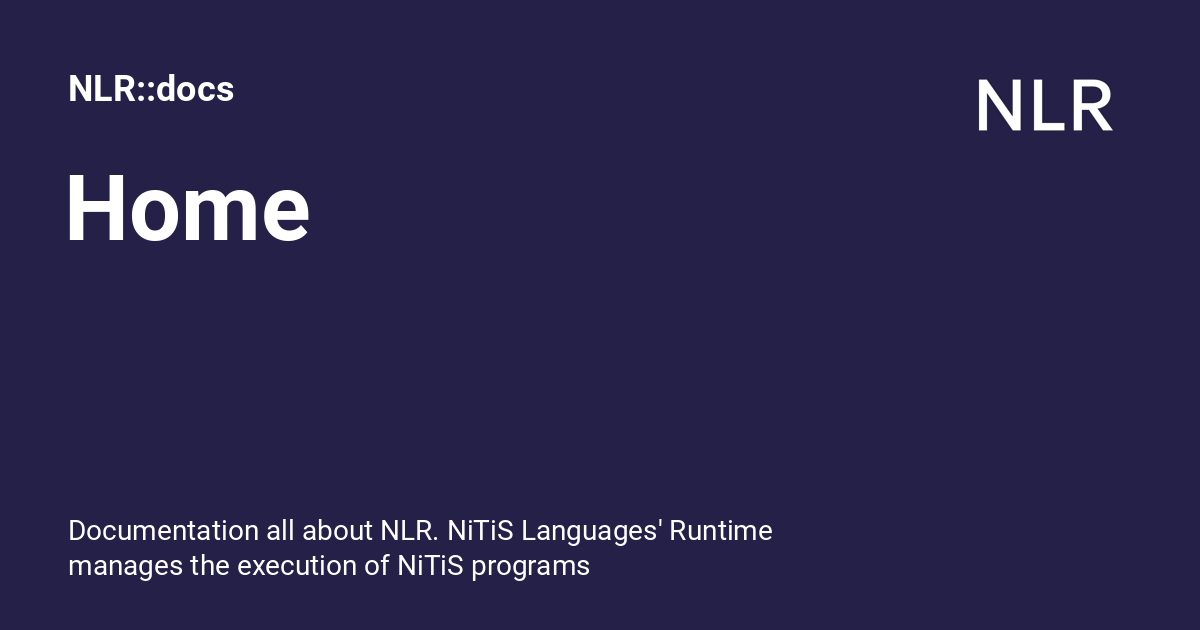 NLR::docs
NLR
Home
Documentation all about NLR. NiTiS Languages' Runtime
manages the execution of NiTiS programs